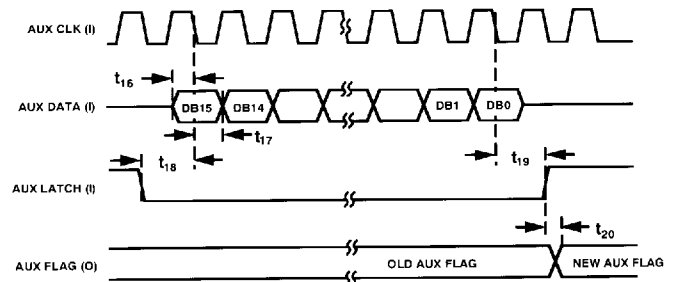 AUX CLK (I)
t16
AUX DATA (I)
DB15 DB14 DB1 DB0
t17
t18 t19
AUX LATCH (I)
t20
AUX FLAG (O)
OLD AUX FLAG NEW AUX FLAG